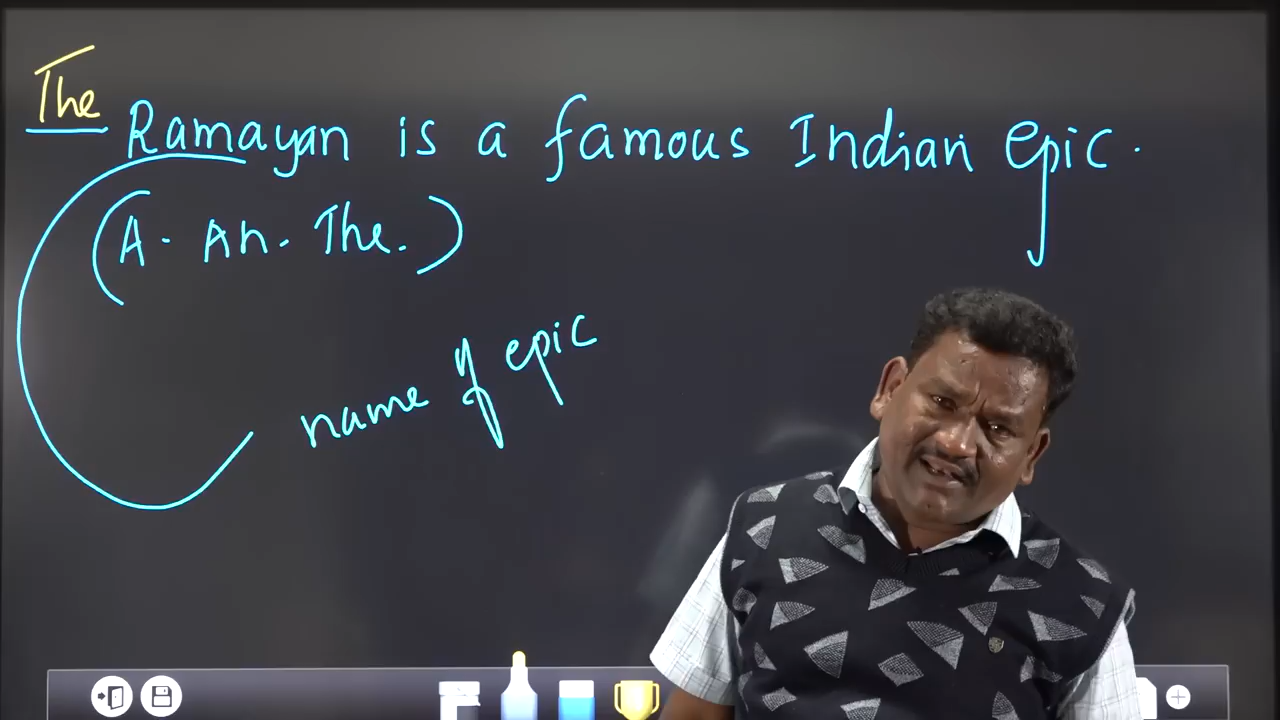 The Ramayan is a famous Indian epic.
(A. An. The.)
name of epic